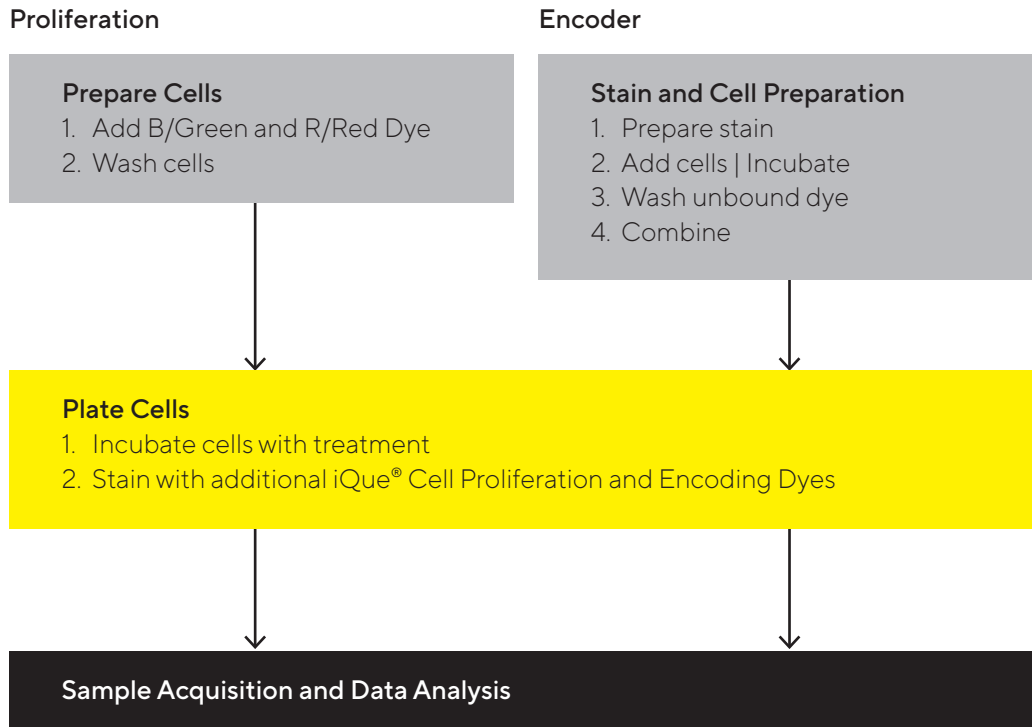 Proliferation
Encoder
Prepare Cells
1. Add B/Green and R/Red Dye
2. Wash cells
Stain and Cell Preparation
1. Prepare stain
2. Add cells | Incubate
3. Wash unbound dye
4. Combine
Plate Cells
1. Incubate cells with treatment
2. Stain with additional iQue® Cell Proliferation and Encoding Dyes
Sample Acquisition and Data Analysis